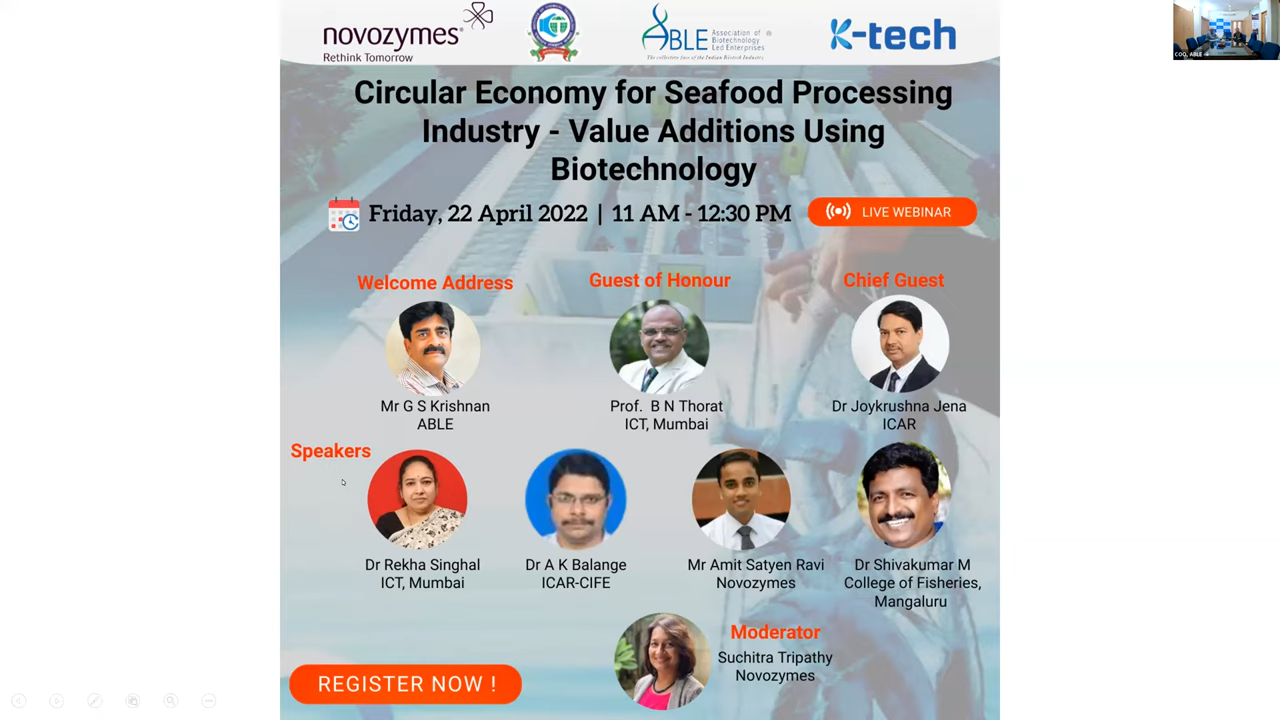 novozymes
Rethink Tomorrow
ABLE
Association of
Biotechnology
Led Enterprises
K-tech
COO, ABLE
Circular Economy for Seafood Processing
Industry - Value Additions Using
Biotechnology
Friday, 22 April 2022 | 11 AM - 12:30 PM
LIVE WEBINAR
Welcome Address
Guest of Honour
Chief Guest
Mr G S Krishnan
ABLE
Prof. B N Thorat
ICT, Mumbai
Dr Joykrushna Jena
ICAR
Speakers
Dr Rekha Singhal
ICT, Mumbai
Dr A K Balange
ICAR-CIFE
Mr Amit Satyen Ravi
Novozymes
Dr Shivakumar M
College of Fisheries,
Mangaluru
Moderator
Suchitra Tripathy
Novozymes
REGISTER NOW !